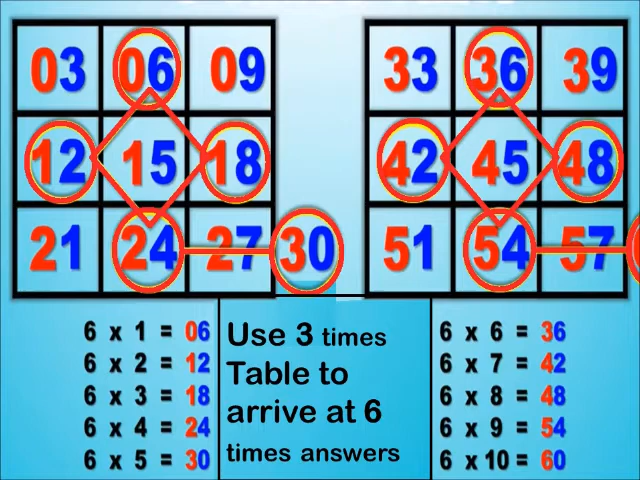 03 06 09
12 15 18
21 24 27 30
33 36 39
42 45 48
51 54 57
6 x 1 = 06
6 x 2 = 12
6 x 3 = 18
6 x 4 = 24
6 x 5 = 30
Use 3 times
Table to
arrive at 6
times answers
6 x 6 = 36
6 x 7 = 42
6 x 8 = 48
6 x 9 = 54
6 x 10 = 60